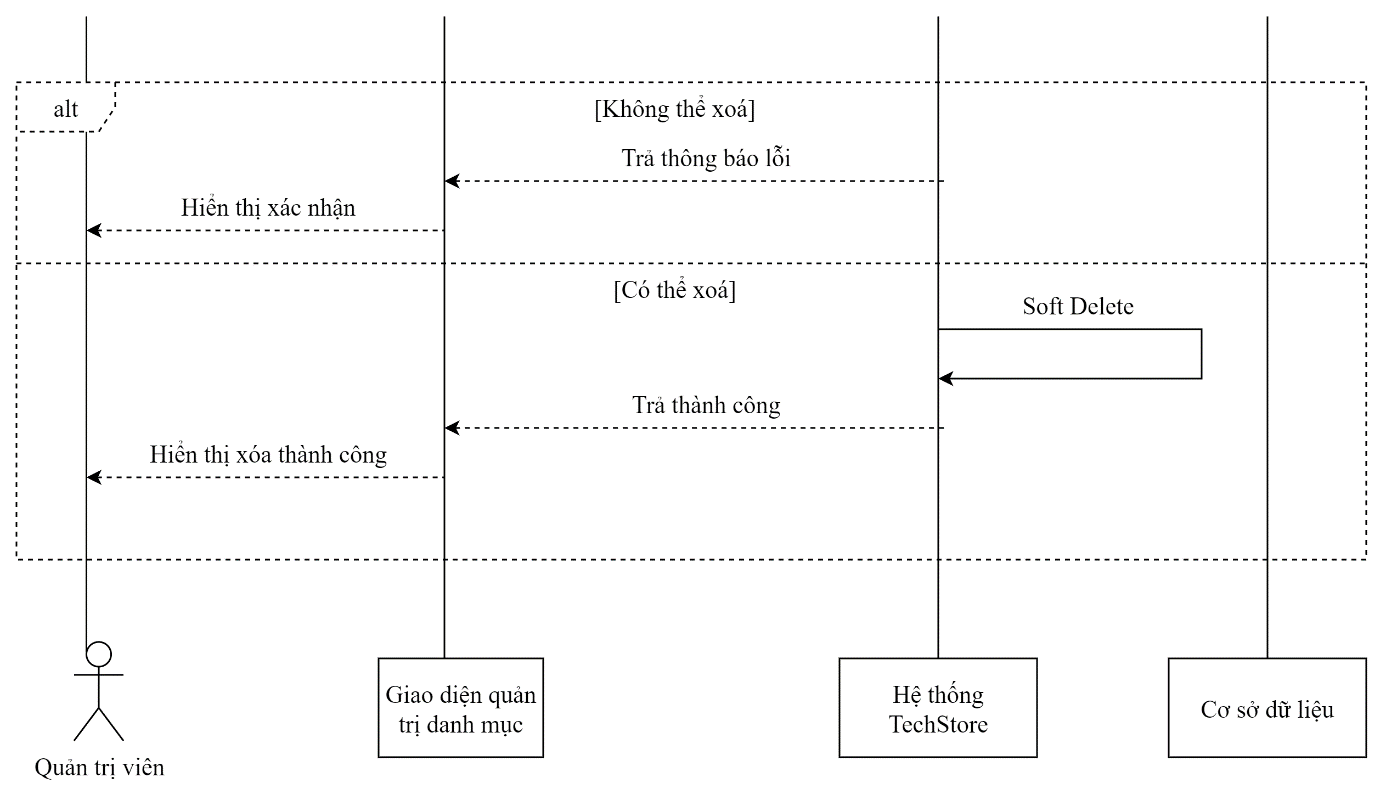 alt
[Không thể xoá]
Trả thông báo lỗi
Hiển thị xác nhận
[Có thể xoá]
Soft Delete
Trả thành công
Hiển thị xóa thành công
Quản trị viên
Giao diện quản
trị danh mục
Hệ thống
TechStore
Cơ sở dữ liệu